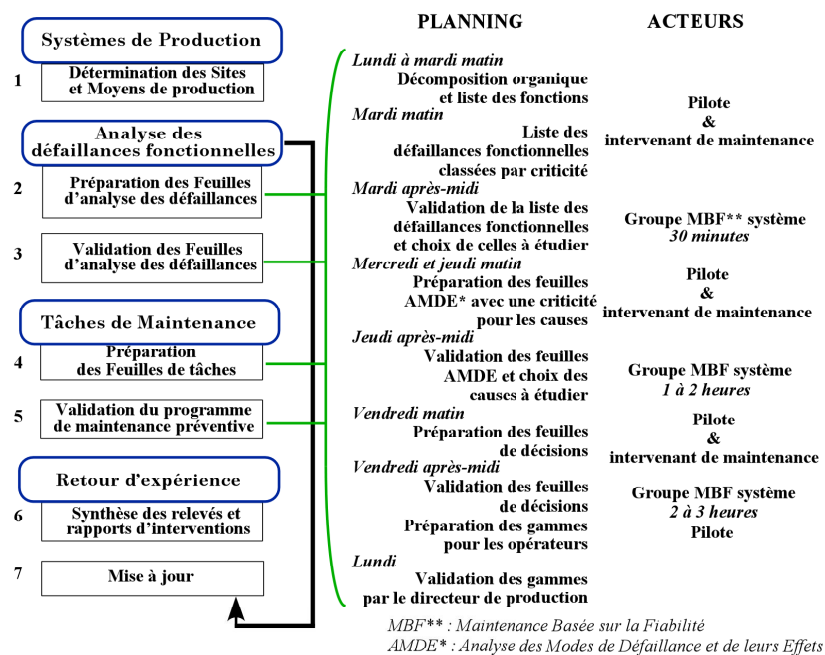 Systèmes de Production
1
Détermination des Sites
et Moyens de production
Analyse des
défaillances fonctionnelles
2
Préparation des Feuilles
d'analyse des défaillances
3
Validation des Feuilles
d'analyse des défaillances
Tâches de Maintenance
4
Préparation
des Feuilles de tâches
5
Validation du programme
de maintenance préventive
Retour d'expérience
6
Synthèse des relevés et
rapports d'interventions
7
Mise à jour
PLANNING
Lundi à mardi matin
Décomposition organique
et liste des fonctions
Mardi matin
Liste des
défaillances fonctionnelles
classées par criticité
Mardi après-midi
Validation de la liste des
défaillances fonctionnelles
et choix de celles à étudier
Mercredi et jeudi matin
Préparation des feuilles
AMDE* avec une criticité
pour les causes
Jeudi après-midi
Validation des feuilles
AMDE et choix des
causes à étudier
Vendredi matin
Préparation des feuilles
de décisions
Vendredi après-midi
Validation des feuilles
de décisions
Préparation des gammes
pour les opérateurs
Lundi
Validation des gammes
par le directeur de production
ACTEURS
Pilote
&
intervenant de maintenance
Groupe MBF** système
30 minutes
Pilote
&
intervenant de maintenance
Groupe MBF système
1 à 2 heures
Pilote
&
intervenant de maintenance
Groupe MBF système
2 à 3 heures
Pilote
MBF** : Maintenance Basée sur la Fiabilité
AMDE* : Analyse des Modes de Défaillance et de leurs Effets